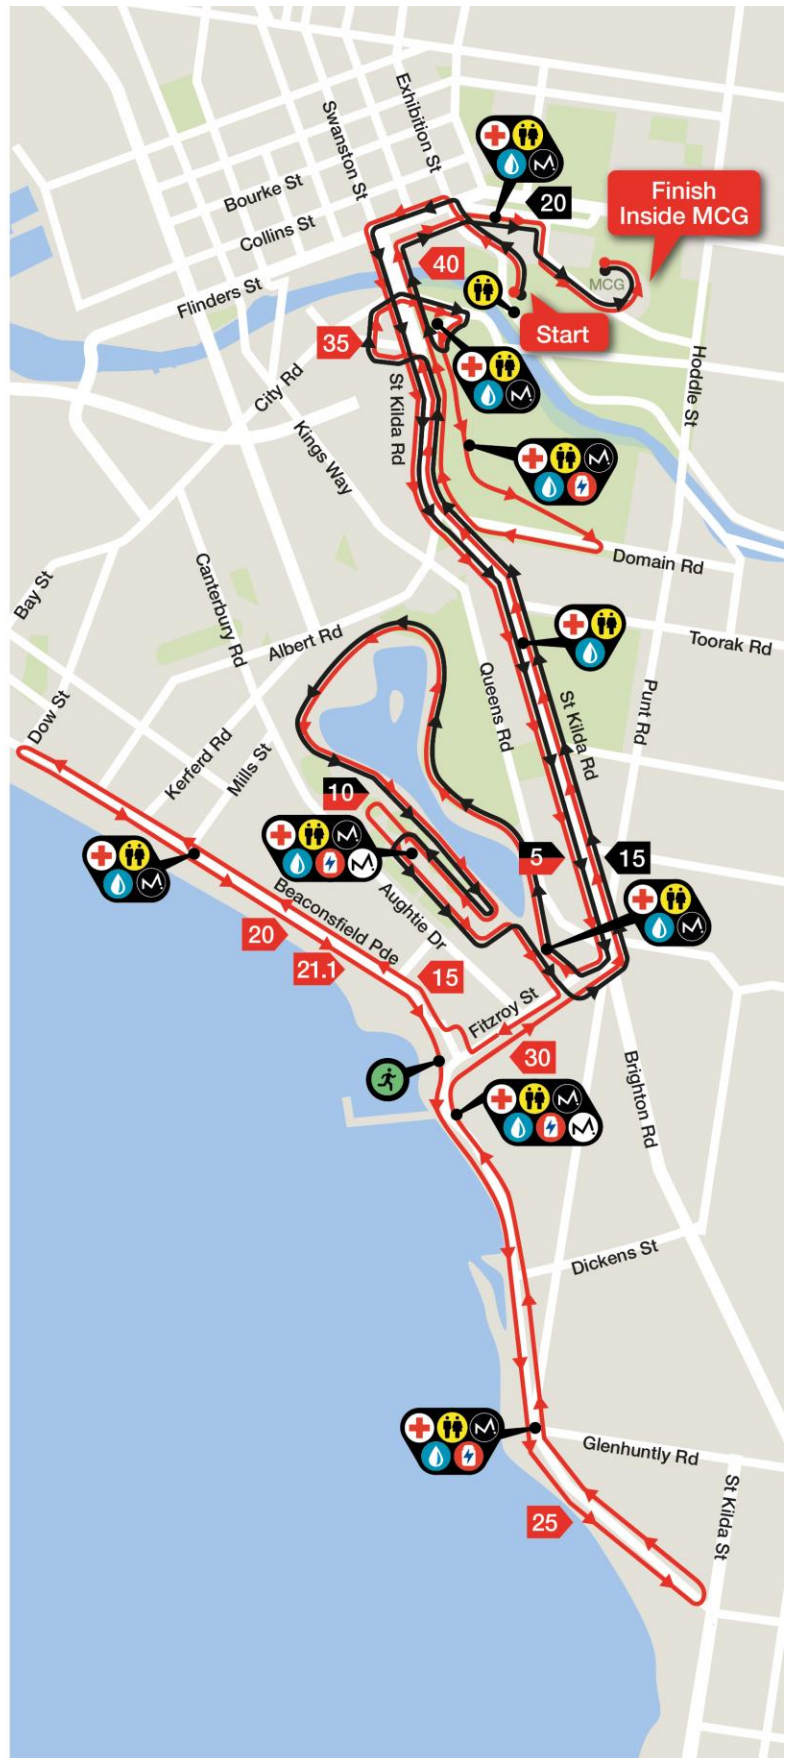 Exhibition St
Swanston St
Bourke St
Collins St
Flinders St
20
Finish
Inside MCG
MCG
40
Start
35
City Rd
St Kilda Rd
Hoddle St
Kings Way
Domain Rd
Bay St
Canterbury Rd
Albert Rd
Toorak Rd
Dow St
Kerferd Rd
Mills St
Queens Rd
St Kilda Rd
Punt Rd
10
5
15
Aughtie Dr
Beaconsfield Pde
20
21.1
15
Fitzroy St
30
Brighton Rd
Dickens St
Glenhuntly Rd
St Kilda St
25